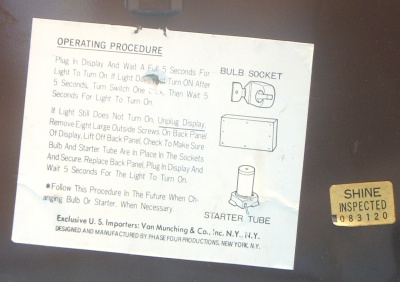 OPERATING PROCEDURE
Plug In Display And Wait A Full 5 Seconds For
Light To Turn On. If Light Does Not Turn ON After
5 Seconds, Turn Switch One Then Wait 5
Seconds For Light To Turn On.
If Light Still Does Not Turn On, Unplug Display,
Remove Eight Large Outside Screws On Back Panel
Of Display, Lift Off Back Panel, Check To Make Sure
Bulb And Starter Tube Are In Place In The Sockets
And Secure. Replace Back Panel, Plug In Display And
Wait 5 Seconds For The Light To Turn On.
*Follow This Procedure In The Future When Ch-
anging Bulb Or Starter, When Necessary.
Exclusive U.S. Importers: Van Munching & Co., Inc. N.Y., N.Y.
DESIGNED AND MANUFACTURED BY PHASE FOUR PRODUCTIONS, NEW YORK, N.Y.
BULB SOCKET
STARTER TUBE
SHINE
INSPECTED
083120